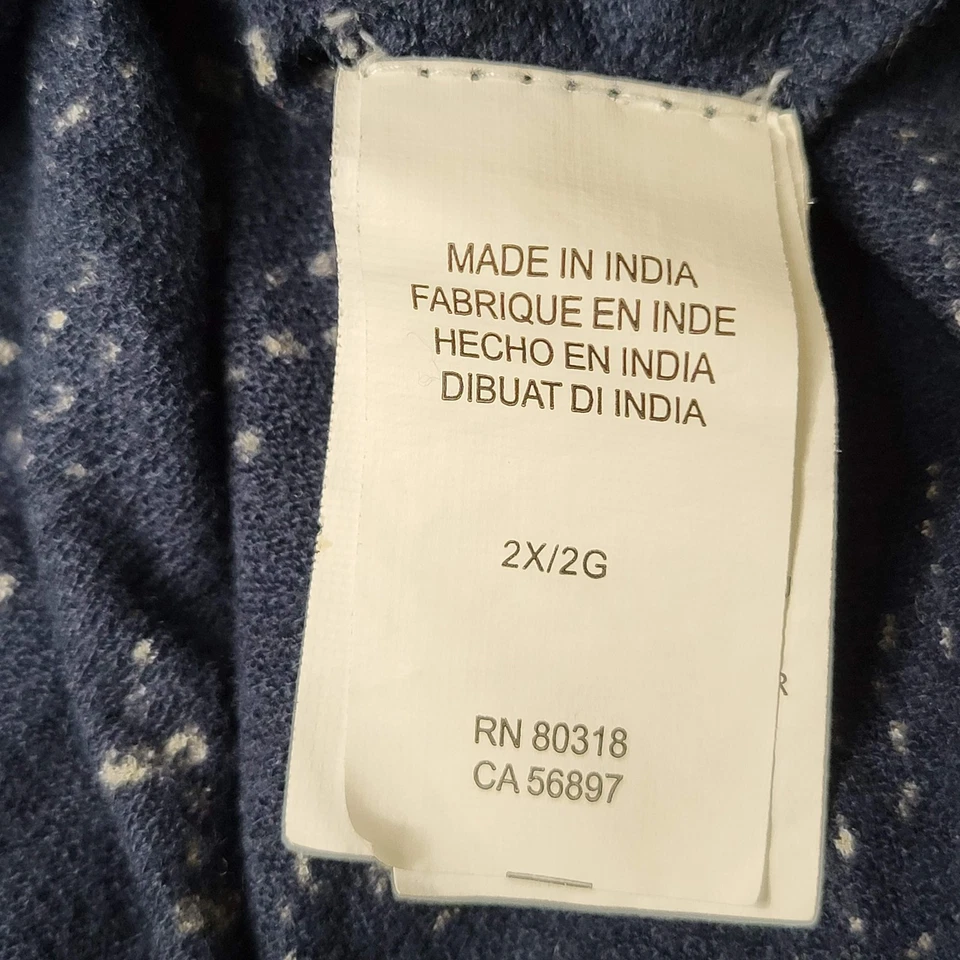 MADE IN INDIA
FABRIQUE EN INDE
HECHO EN INDIA
DIBUAT DI INDIA
2X/2G
RN 80318
CA 56897